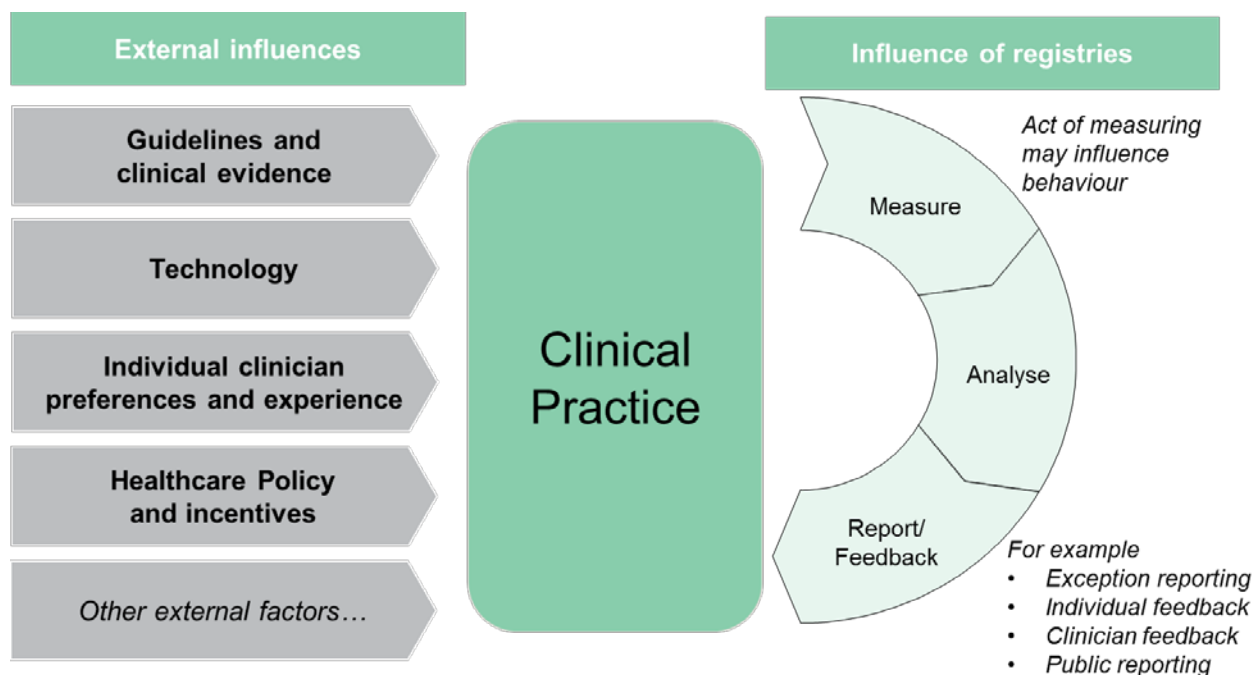 External influences
Guidelines and
clinical evidence
Technology
Individual clinician
preferences and experience
Healthcare Policy
and incentives
Other external factors…
Clinical
Practice
Influence of registries
Act of measuring
may influence
behaviour
Measure
Analyse
Report/
Feedback
For example
• Exception reporting
• Individual feedback
• Clinician feedback
• Public reporting